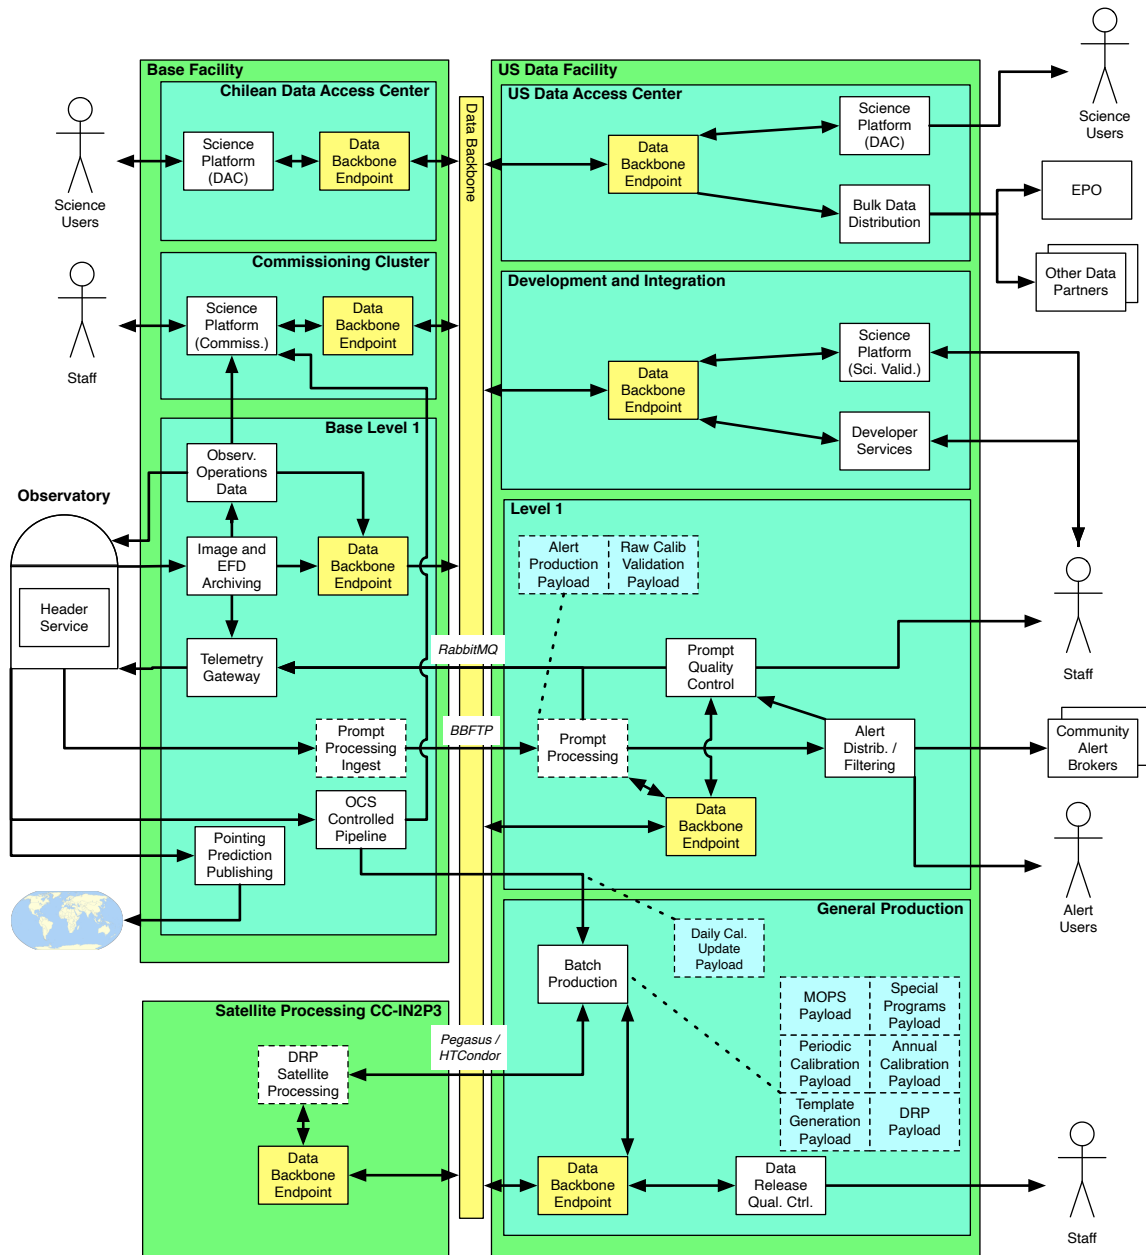 Base Facility
Chilean Data Access Center
Science
Platform
(DAC)
Data
Backbone
Endpoint
Science
Users
Commissioning Cluster
Science
Platform
(Commiss.)
Data
Backbone
Endpoint
Staff
Base Level 1
Observ.
Operations
Data
Observatory
Image and
EFD
Archiving
Data
Backbone
Endpoint
Header
Service
Telemetry
Gateway
Prompt
Processing
Ingest
OCS
Controlled
Pipeline
Pointing
Prediction
Publishing
Satellite Processing CC-IN2P3
DRP
Satellite
Processing
Data
Backbone
Endpoint
Data Backbone
RabbitMQ
BBFTP
Pegasus /
HTCondor
US Data Facility
US Data Access Center
Data
Backbone
Endpoint
Science
Platform
(DAC)
Bulk Data
Distribution
Science
Users
EPO
Other Data
Partners
Development and Integration
Data
Backbone
Endpoint
Science
Platform
(Sci. Valid.)
Developer
Services
Level 1
Alert
Production
Payload
Raw Calib
Validation
Payload
Prompt
Quality
Control
Staff
Prompt
Processing
Alert
Distrib. /
Filtering
Community
Alert
Brokers
Data
Backbone
Endpoint
Alert
Users
General Production
Daily Cal.
Update
Payload
Batch
Production
MOPS
Payload
Special
Programs
Payload
Periodic
Calibration
Payload
Annual
Calibration
Payload
Template
Generation
Payload
DRP
Payload
Data
Backbone
Endpoint
Data
Release
Qual. Ctrl.
Staff